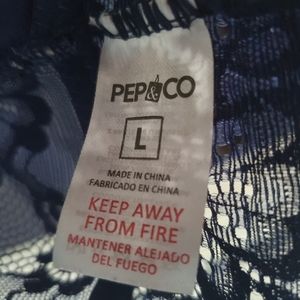 PEP&CO
L
MADE IN CHINA
FABRICADO EN CHINA
KEEP AWAY
FROM FIRE
MANTENER ALEJADO
DEL FUEGO